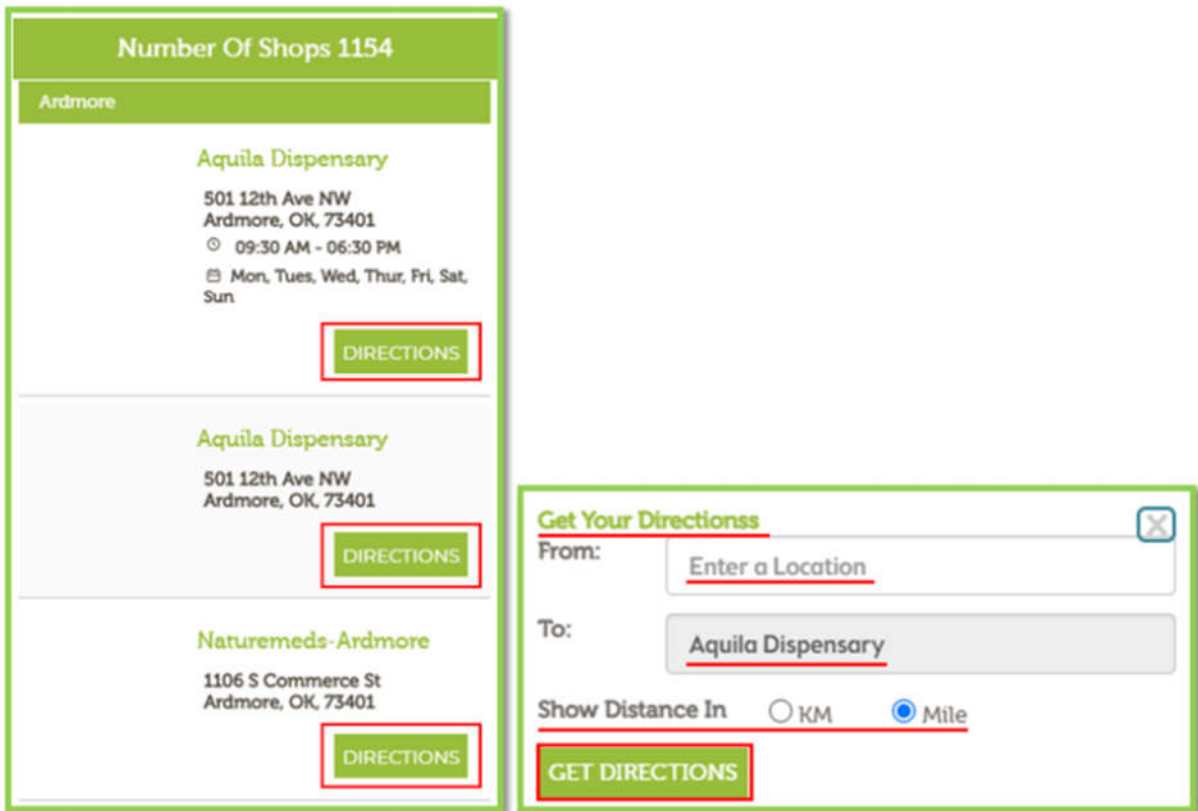 Number Of Shops 1154
Ardmore
Aquila Dispensary
501 12th Ave NW
Ardmore, OK, 73401
09:30 AM - 06:30 PM
Mon, Tues, Wed, Thur, Fri, Sat,
Sun
DIRECTIONS
Aquila Dispensary
501 12th Ave NW
Ardmore, OK, 73401
DIRECTIONS
Naturemeds-Ardmore
1106 S Commerce St
Ardmore, OK, 73401
DIRECTIONS
Get Your Directionss
X
From:
Enter a Location
To:
Aquila Dispensary
Show Distance In KM Mile
GET DIRECTIONS